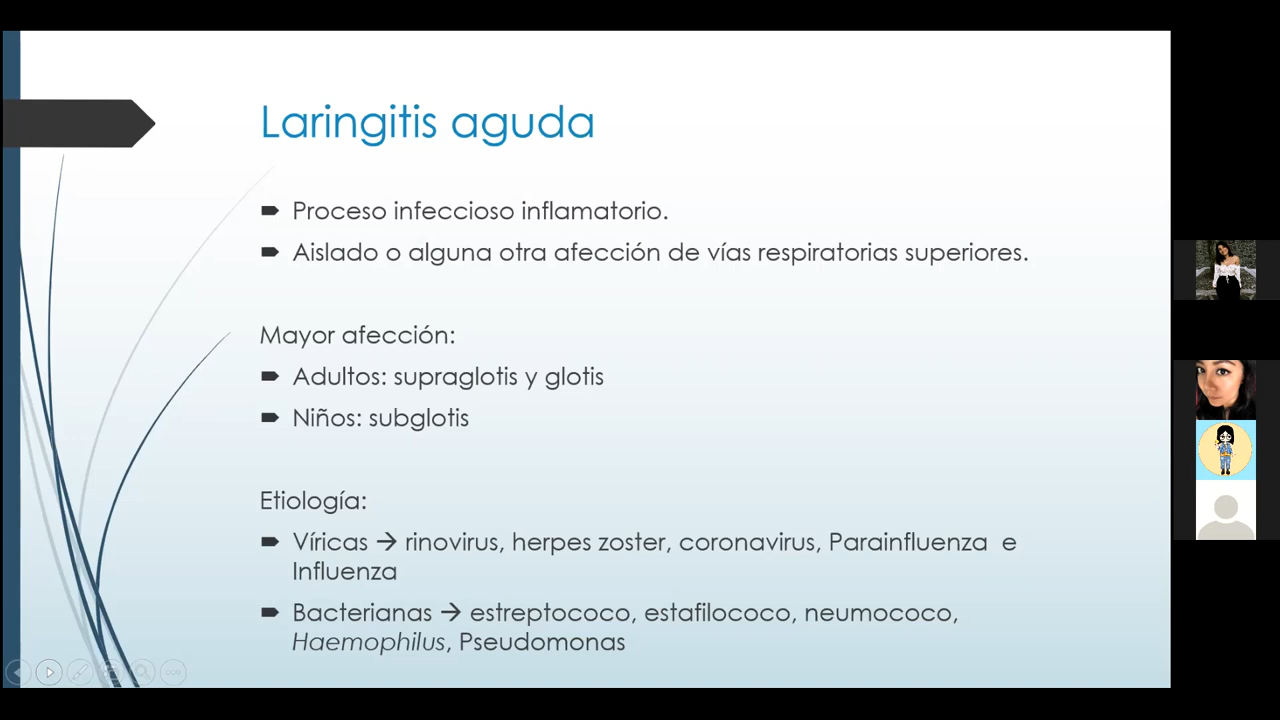 Laringitis aguda
Proceso infeccioso inflamatorio.
Aislado o alguna otra afección de vías respiratorias superiores.
Mayor afección:
Adultos: supraglotis y glotis
Niños: subglotis
Etiología:
Víricas → rinovirus, herpes zoster, coronavirus, Parainfluenza e
Influenza
Bacterianas → estreptococo, estafilococo, neumococo,
Haemophilus, Pseudomonas